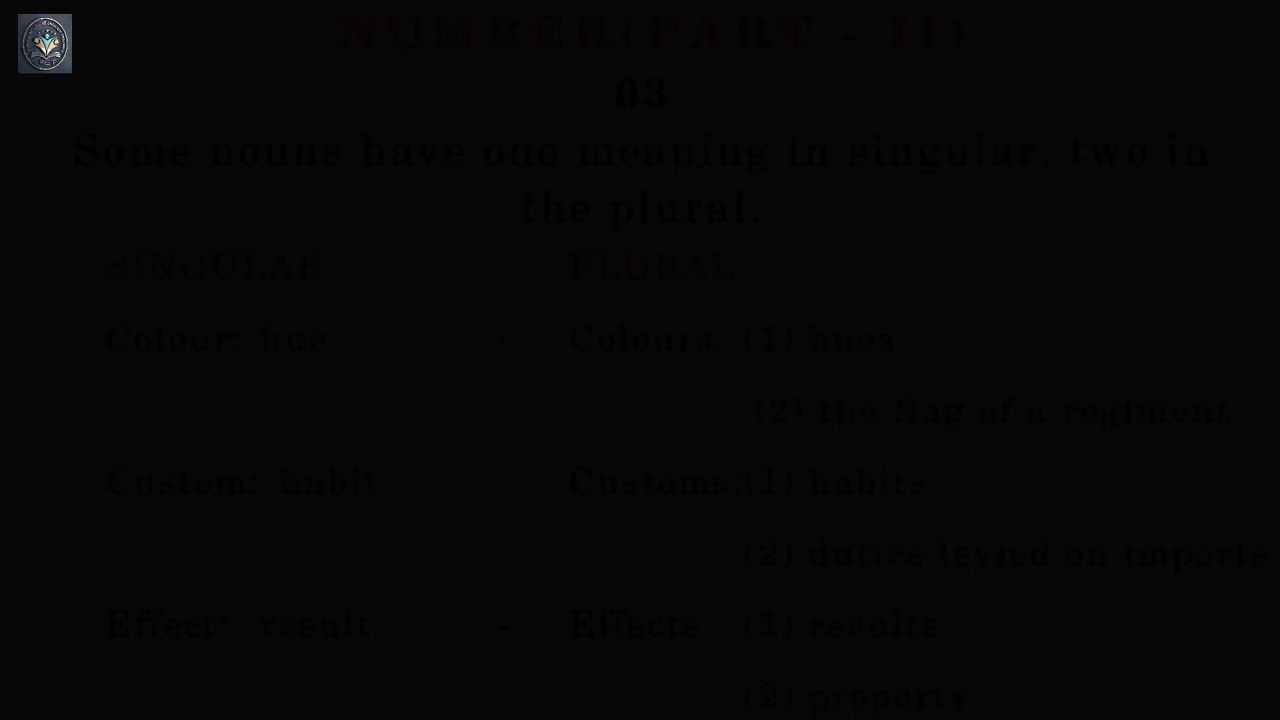 NUMBER(PART - II)
03
Some nouns have one meaning in singular, two in
the plural.
SINGULAR PLURAL
Colour: hue - Colours: (1) hues
(2) the flag of a regiment
Custom: habit - Customs:(1) habits
(2) duties levied on imports
Effect: result - Effects: (1) results
(2) property